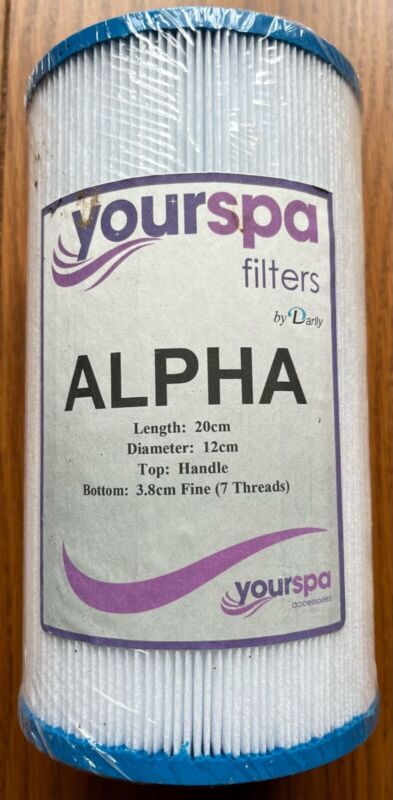 yourspa
filters
by Darlly
ALPHA
Length: 20cm
Diameter: 12cm
Top: Handle
Bottom: 3.8cm Fine (7 Threads)
yourspa
accessories